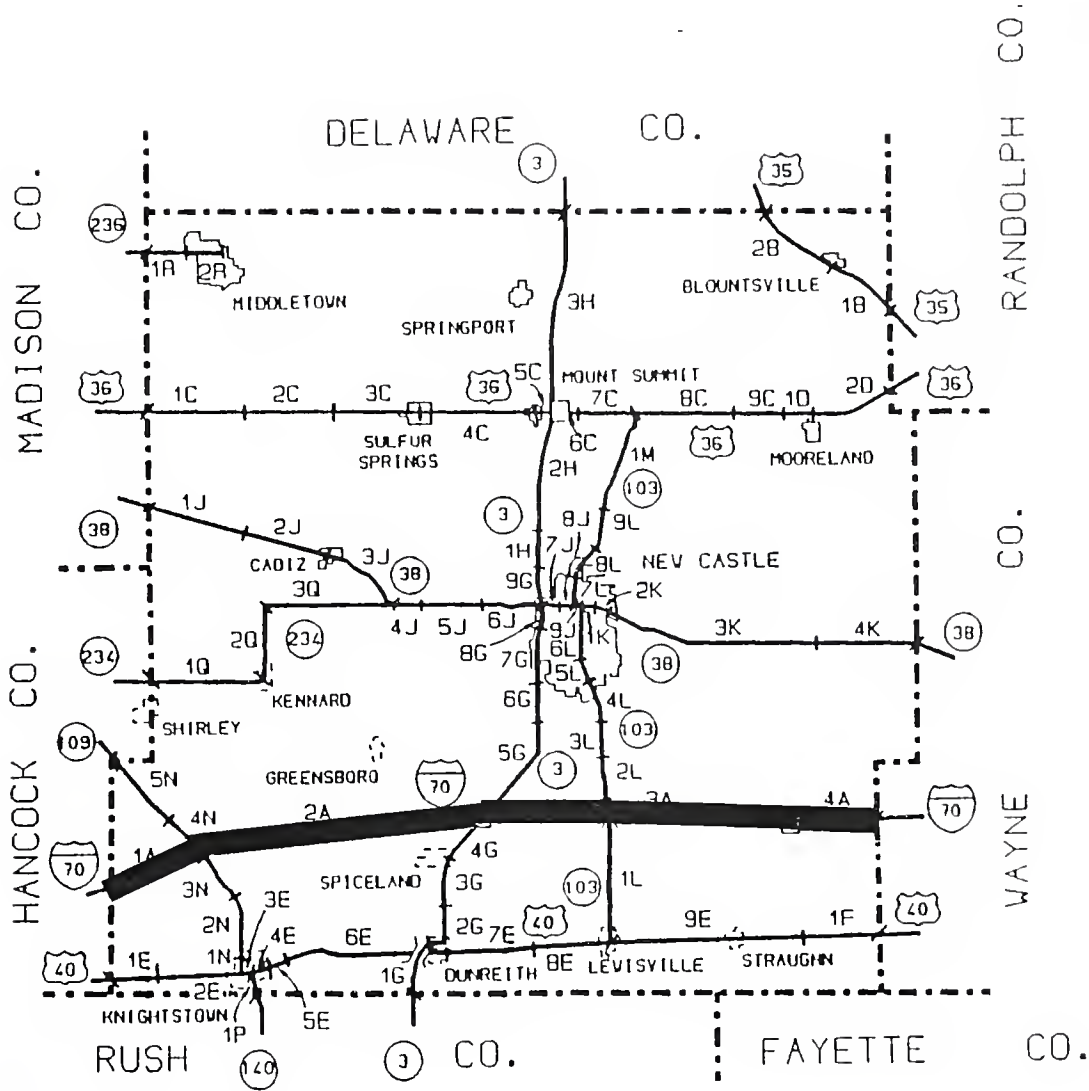 RANDOLPH CO.
DELAWARE CO.
MADISON CO.
3
35
236
1A 2A
2B
MIDDLETOWN
BLOUNTSVILLE
3H
1B
35
SPRINGPORT
36
1C 2C 3C
36
5C
MOUNT SUMMIT
7C 8C 9C 1D
2D
36
4C
6C
SULFUR
SPRINGS
36
MOORELAND
2H
1M
103
38
1J
2J
3
8J
9L
CADIZ
3J
38
7J
1H
8L
NEW CASTLE
CO.
3Q
9G
7L
2K
4J 5J 6J
9J
1K
8G
2Q
234
7G
6L
3K 4K
38
234
1Q
38
5L
KENNARD
6G
4L
SHIRLEY
109
3L
103
5N
GREENSBORO
5G
3
2L
70
4N
2A
3A
4A
70
1A
70
HANCOCK CO.
WAYNE
4G
SPICELAND
3N
3G
103
1L
2N
3E
2G
40
9E
1F
40
4E
6E
7E
1N
40
1E
1G
DUNREITH
8E
LEWISVILLE
STRAUGHN
2E
KNIGHTSTOWN
1P
5E
RUSH CO.
140
3
FAYETTE CO.